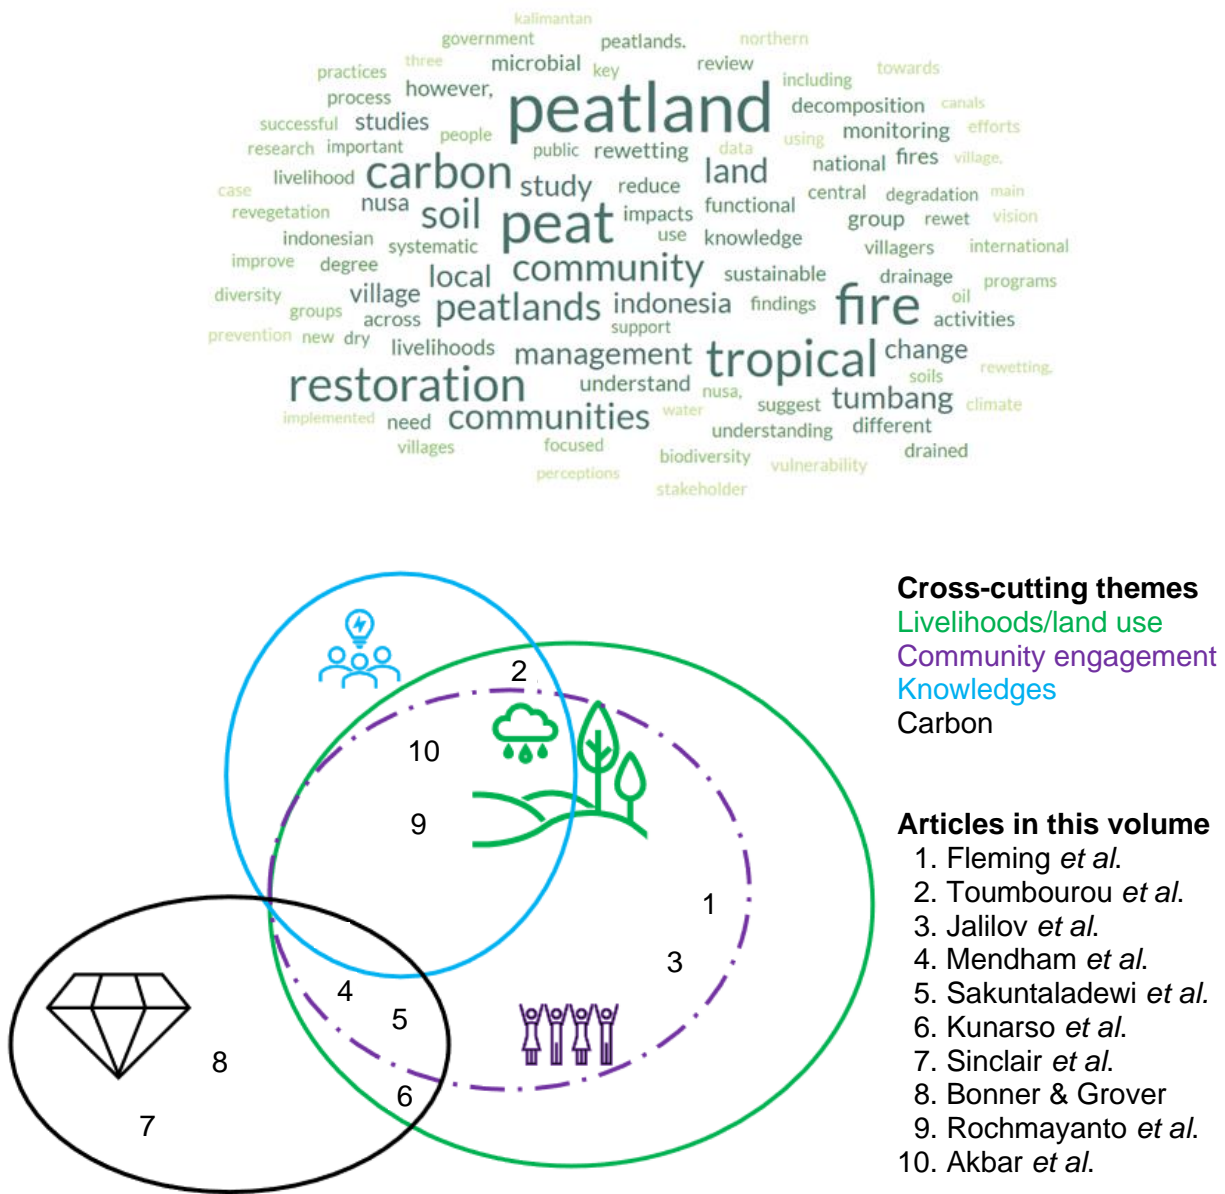 kalimantan
government peatlands. northern
practices three microbial key review including towards
process however, peatland decomposition canals
successful studies people monitoring efforts
research important public rewetting data using national fires village,
case livelihood carbon study reduce land central degradation main
revegetation nusa soil peat impacts functional group rewet vision
indonesian systematic use knowledge villagers international
improve degree local community sustainable drainage programs
diversity village peatlands indonesia findings fire oil
groups across support activities
prevention new dry livelihoods management tropical change
restoration understand soils rewetting,
implemented need communities water nusa, suggest tumbang climate
villages focused understanding different
perceptions biodiversity vulnerability drained
stakeholder
Cross-cutting themes
Livelihoods/land use
Community engagement
Knowledges
Carbon
2
10
9
1
3
4
5
8
6
7
Articles in this volume
1. Fleming et al.
2. Toumbourou et al.
3. Jalilov et al.
4. Mendham et al.
5. Sakuntaladewi et al.
6. Kunarso et al.
7. Sinclair et al.
8. Bonner & Grover
9. Rochmayanto et al.
10. Akbar et al.